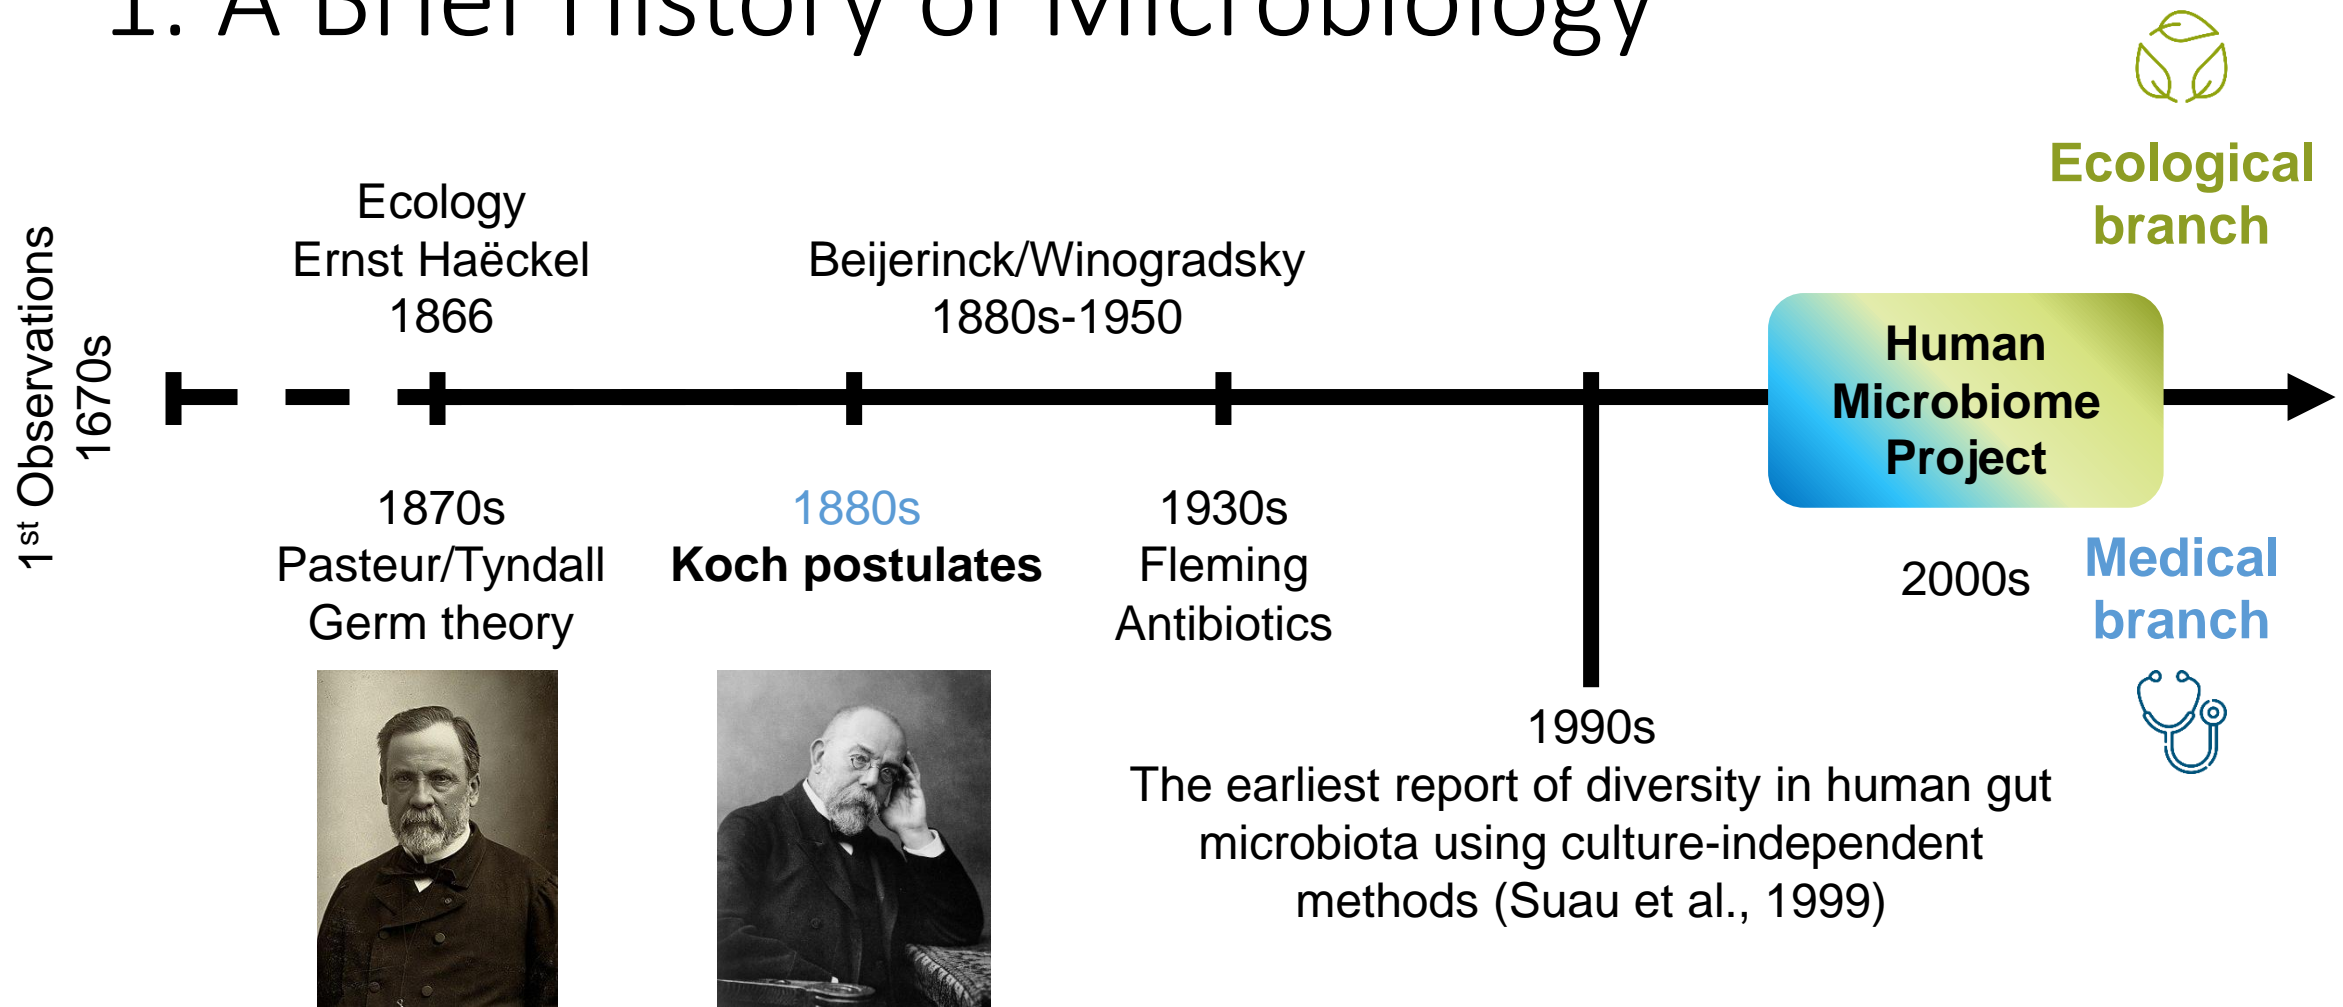 1. A Brief History of Microbiology
Ecological
branch
1st Observations
1670s
Ecology
Ernst Haëckel
1866
Beijerinck/Winogradsky
1880s-1950
Human
Microbiome
Project
1870s
Pasteur/Tyndall
Germ theory
1880s
Koch postulates
1930s
Fleming
Antibiotics
2000s
Medical
branch
1990s
The earliest report of diversity in human gut
microbiota using culture-independent
methods (Suau et al., 1999)